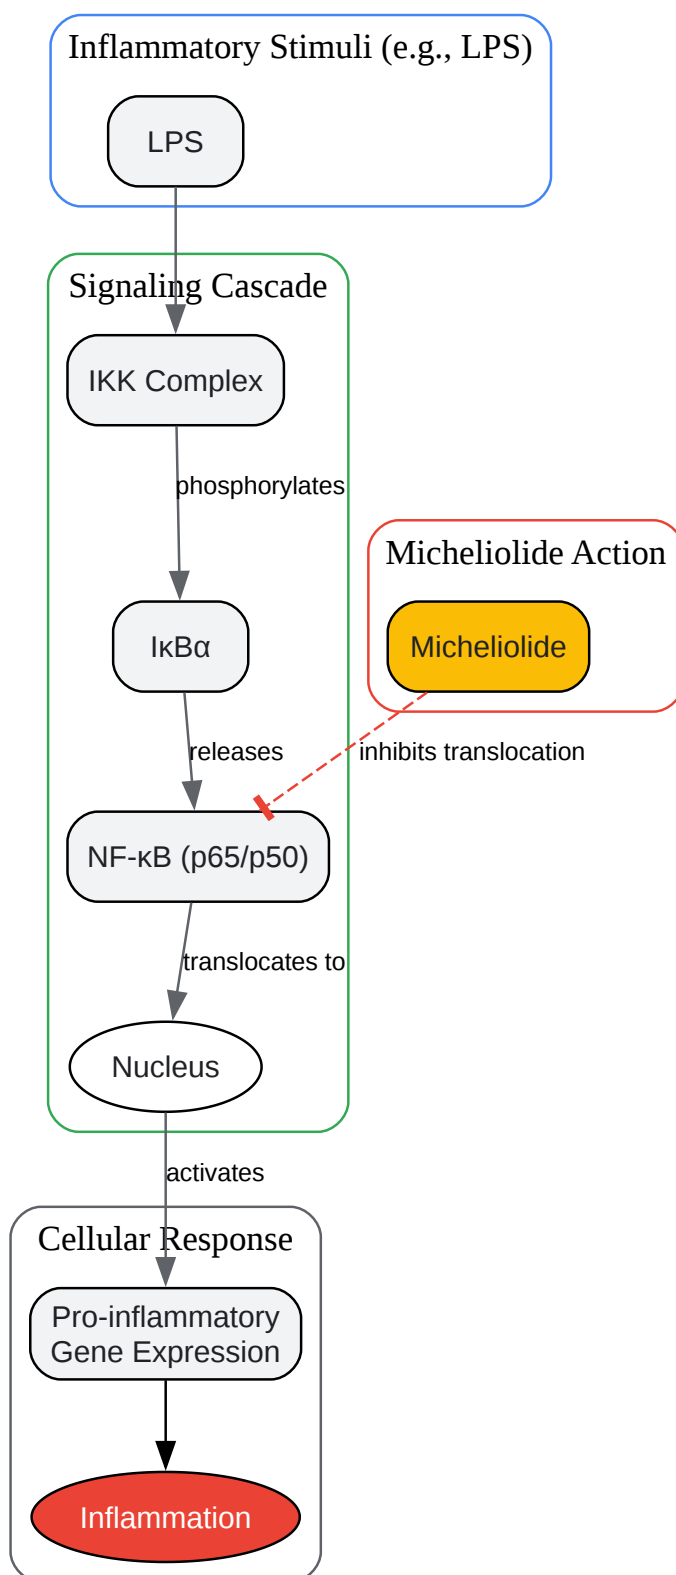 Inflammatory Stimuli (e.g., LPS)
LPS
Signaling Cascade
IKK Complex
phosphorylates
Micheliolide Action
IκBα
Micheliolide
releases
inhibits translocation
NF-κB (p65/p50)
translocates to
Nucleus
activates
Cellular Response
Pro-inflammatory
Gene Expression
Inflammation